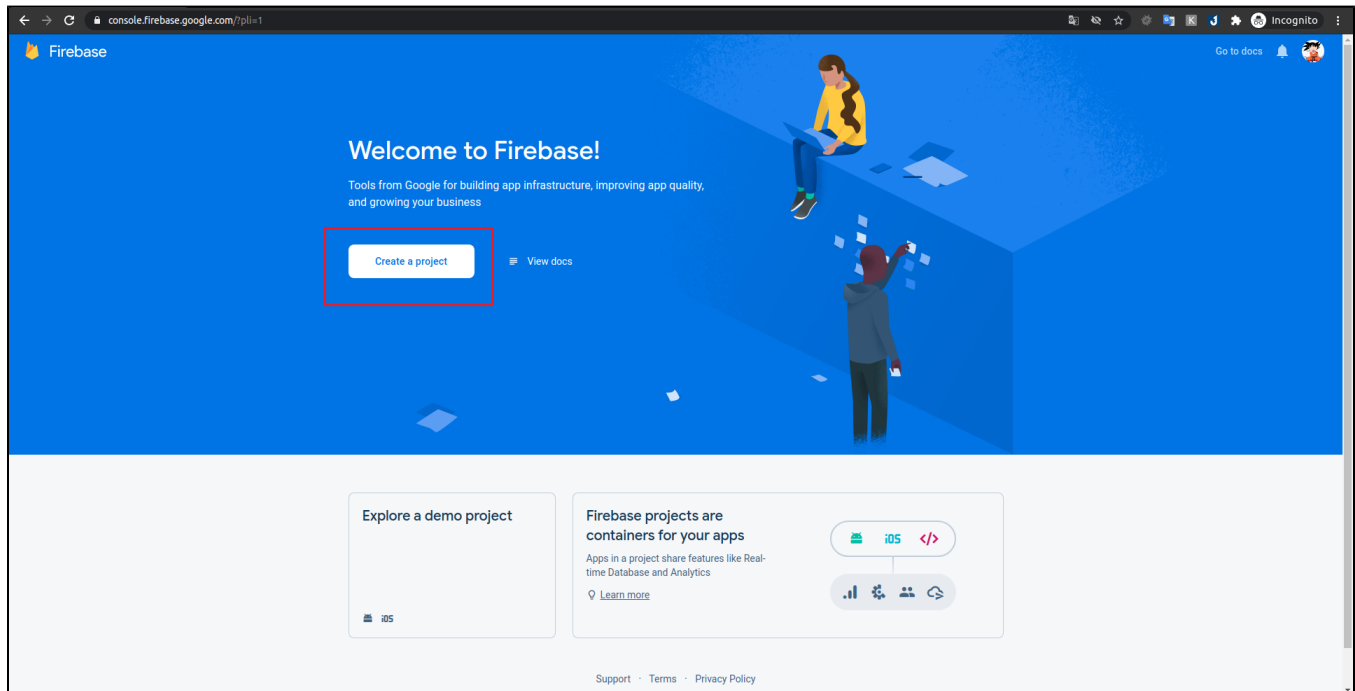 console.firebase.google.com/?pli=1
Incognito
Firebase
Go to docs
Welcome to Firebase!
Tools from Google for building app infrastructure, improving app quality,
and growing your business
Create a project
View docs
Explore a demo project
iOS
Firebase projects are
containers for your apps
Apps in a project share features like Real-
time Database and Analytics
Learn more
iOS </>
Support · Terms · Privacy Policy